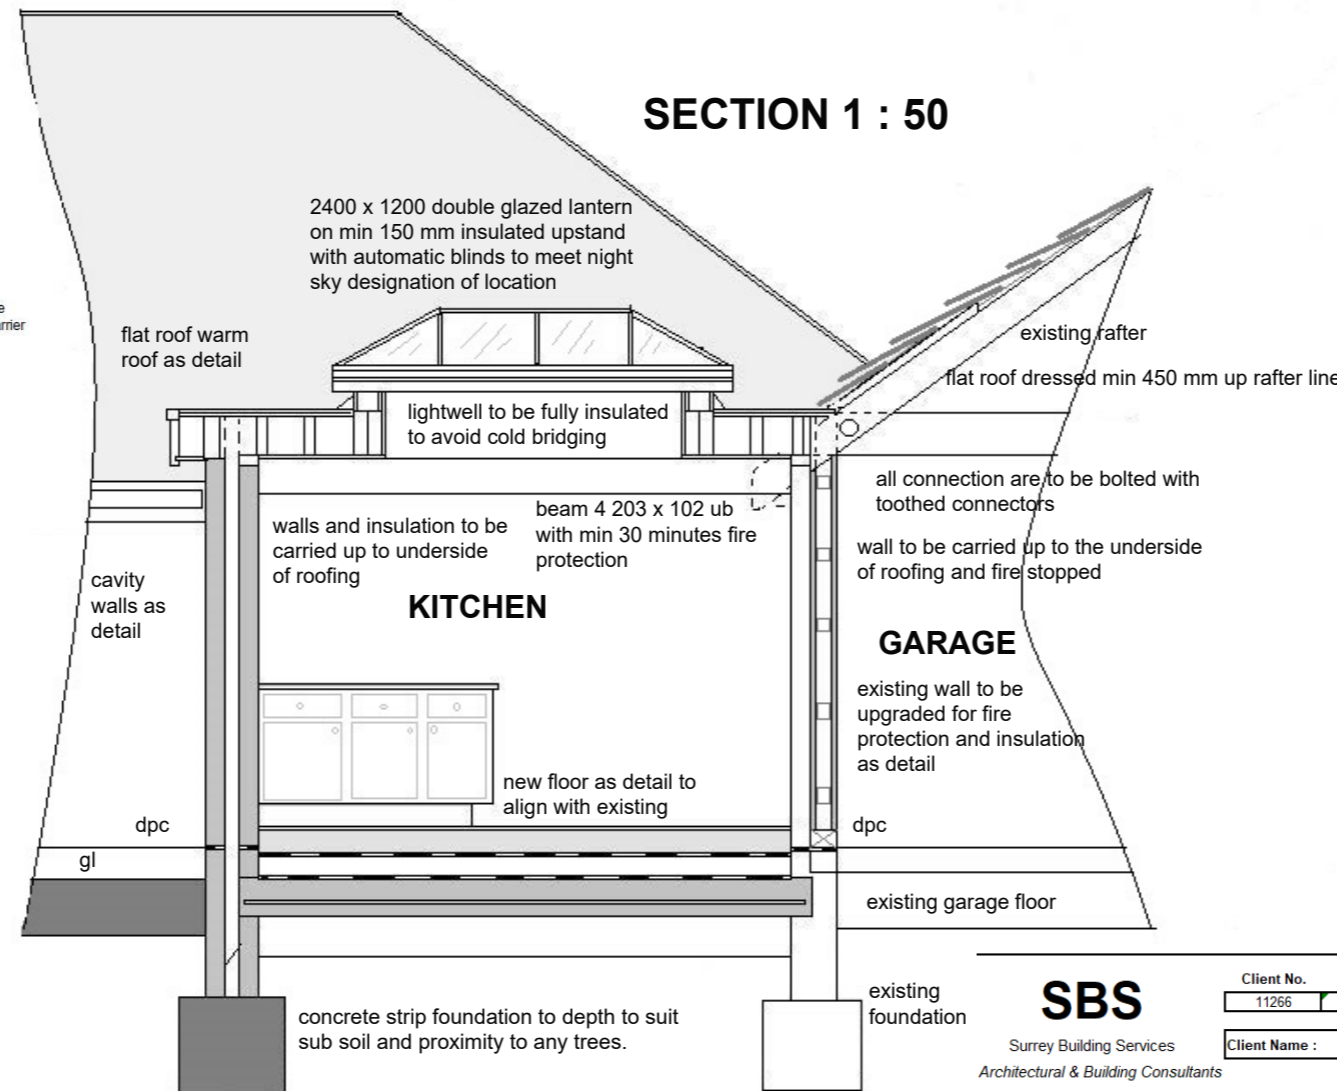 SECTION 1 : 50
2400 x 1200 double glazed lantern
on min 150 mm insulated upstand
with automatic blinds to meet night
sky designation of location
e
rrier
flat roof warm
roof as detail
existing rafter
flat roof dressed min 450 mm up rafter line
lightwell to be fully insulated
to avoid cold bridging
all connection are to be bolted with
toothed connectors
beam 4 203 x 102 ub
with min 30 minutes fire
protection
walls and insulation to be
carried up to underside
of roofing
wall to be carried up to the underside
of roofing and fire stopped
cavity
walls as
detail
KITCHEN
GARAGE
existing wall to be
upgraded for fire
protection and insulation
as detail
new floor as detail to
align with existing
dpc
dpc
gl
existing garage floor
existing
foundation
concrete strip foundation to depth to suit
sub soil and proximity to any trees.
SBS
Surrey Building Services
Architectural & Building Consultants
Client No.
11266
Client Name :